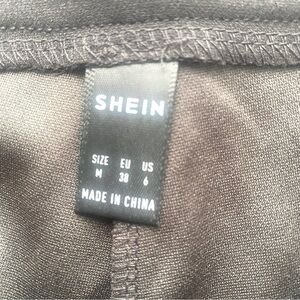 SHEIN
SIZE EU US
M 38 6
MADE IN CHINA